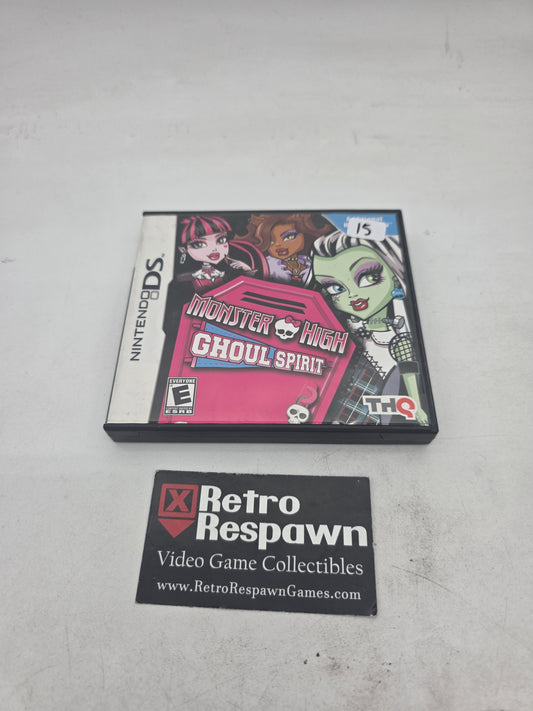 15
NINTENDO DS
MONSTER HIGH
GHOUL SPIRIT
EVERYONE
E
ESRB
THQ
Retro
Respawn
Video Game Collectibles
www.RetroRespawnGames.com